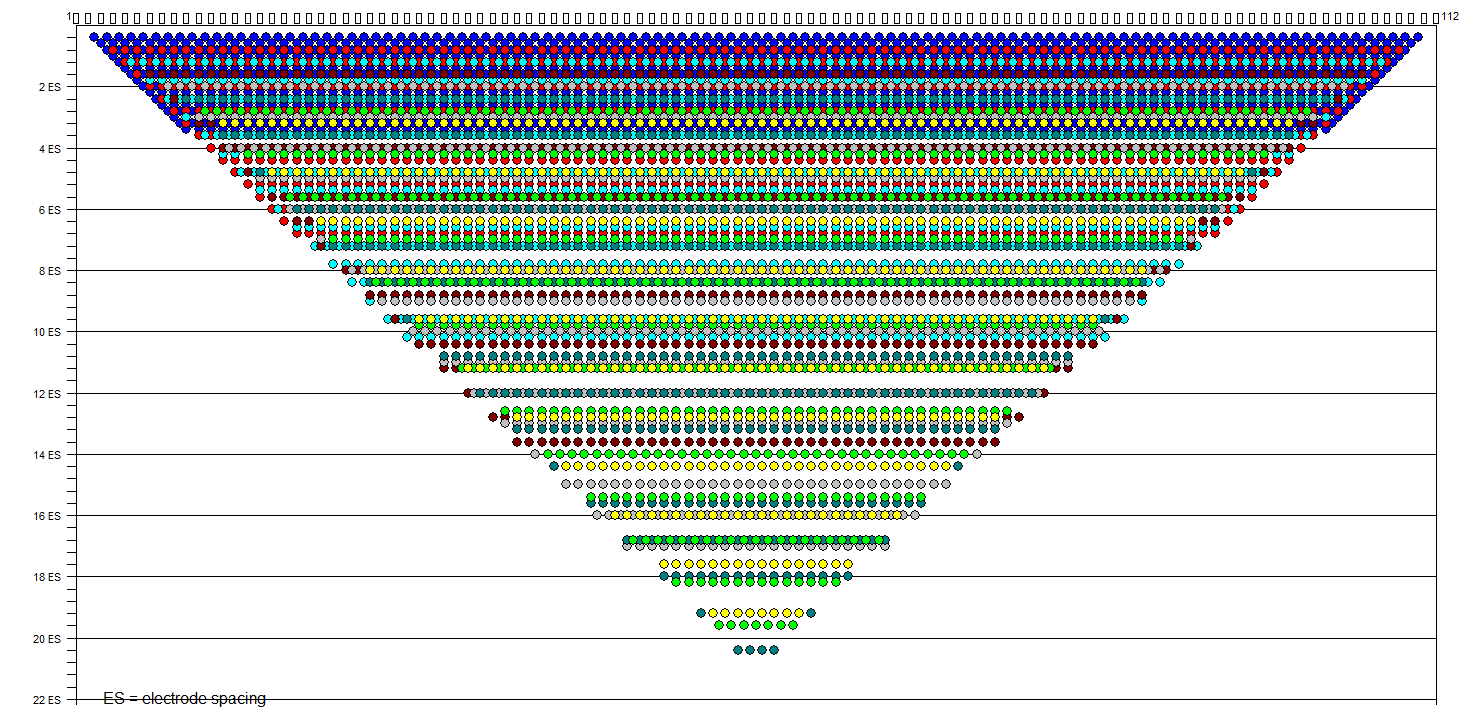 1 112
2 ES
4 ES
6 ES
8 ES
10 ES
12 ES
14 ES
16 ES
18 ES
20 ES
22 ES
ES = electrode spacing